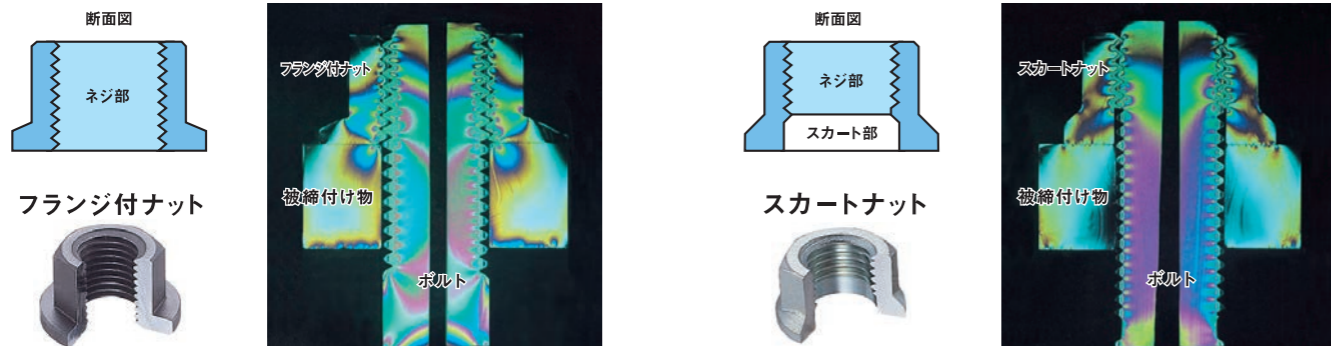 断面図
ネジ部
フランジ付ナット
フランジ付ナット
被締付け物
ボルト
断面図
ネジ部
スカート部
スカートナット
スカートナット
被締付け物
ボルト